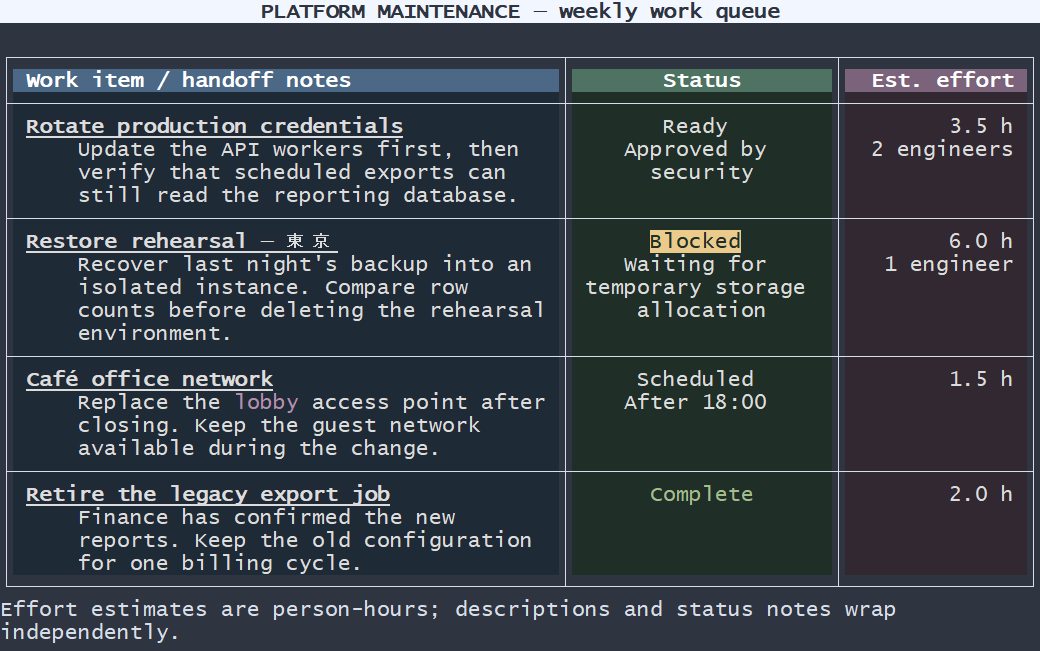 PLATFORM MAINTENANCE — weekly work queue
Work item / handoff notes
Status
Est. effort
Rotate production credentials
Update the API workers first, then
verify that scheduled exports can
still read the reporting database.
Ready
Approved by
security
3.5 h
2 engineers
Restore rehearsal — 東京
Recover last night's backup into an
isolated instance. Compare row
counts before deleting the rehearsal
environment.
Blocked
Waiting for
temporary storage
allocation
6.0 h
1 engineer
Café office network
Replace the lobby access point after
closing. Keep the guest network
available during the change.
Scheduled
After 18:00
1.5 h
Retire the legacy export job
Finance has confirmed the new
reports. Keep the old configuration
for one billing cycle.
Complete
2.0 h
Effort estimates are person-hours; descriptions and status notes wrap
independently.